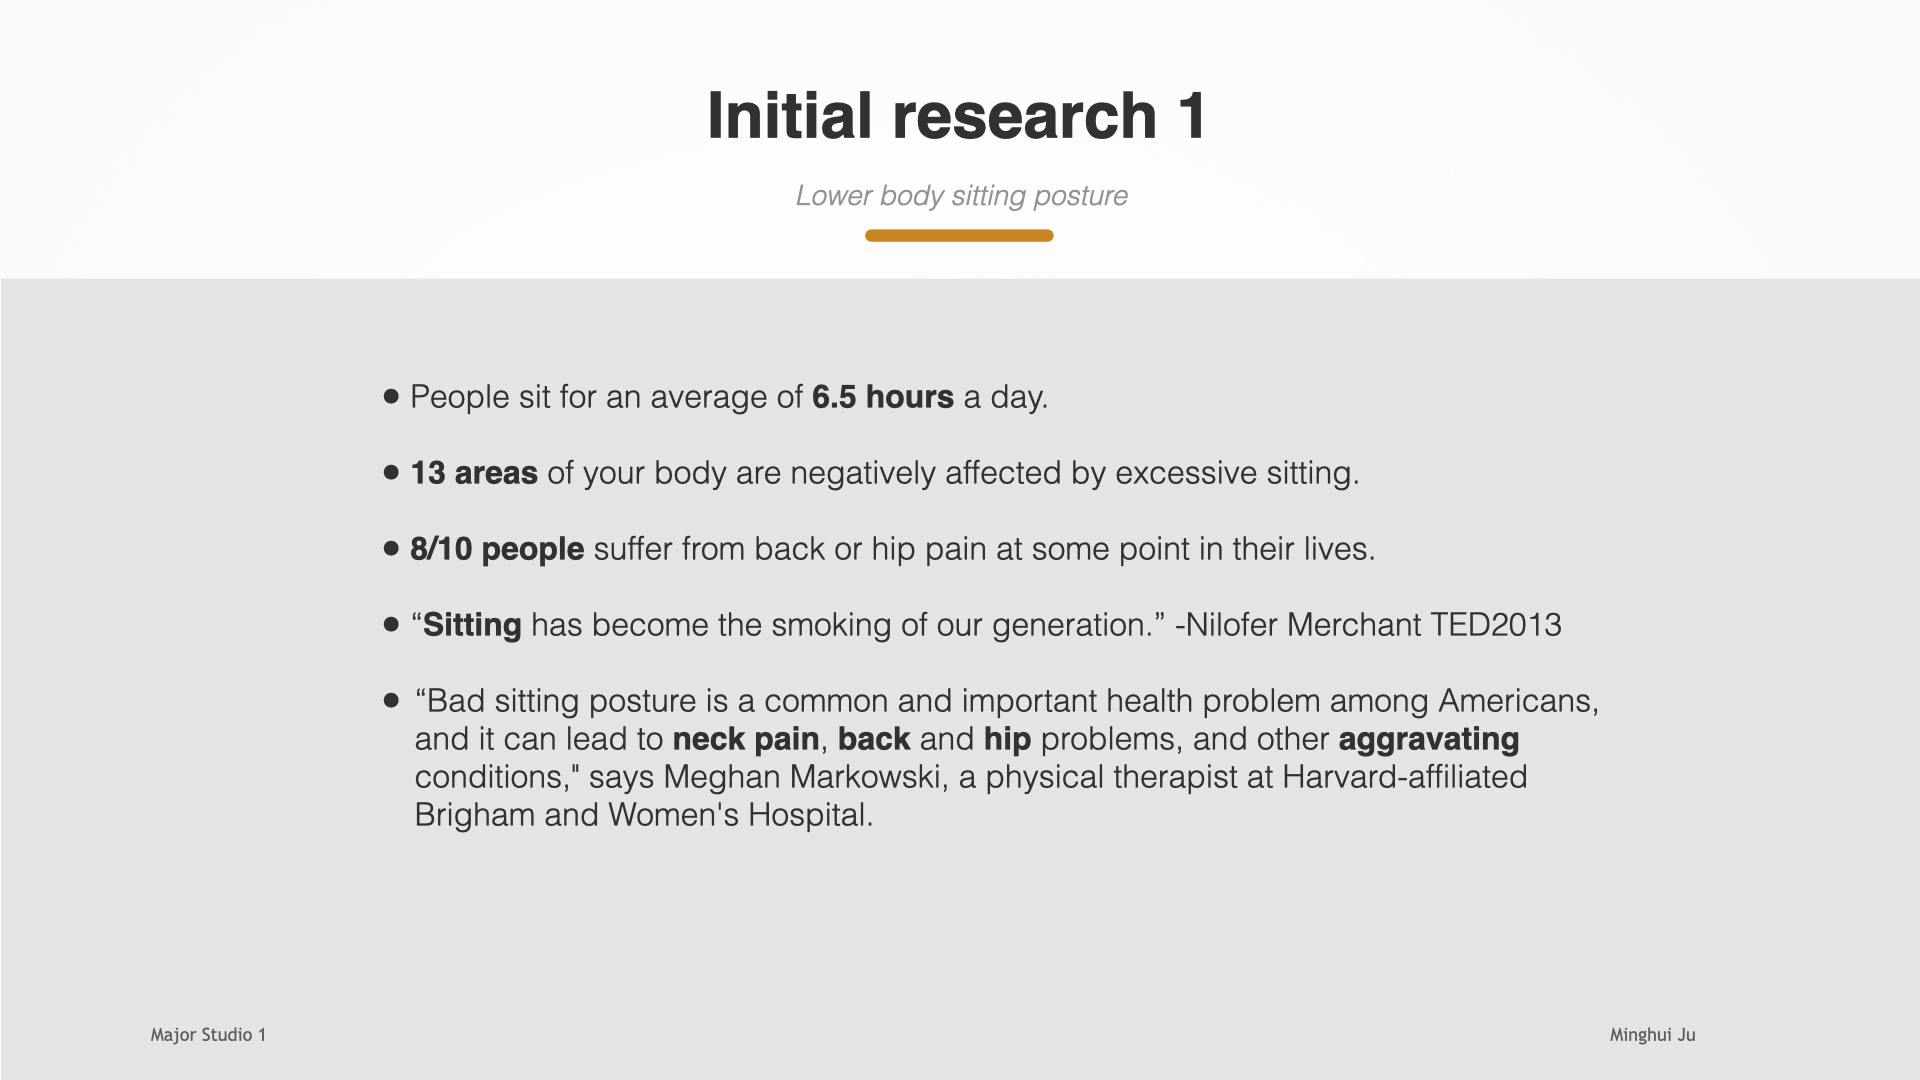 Initial research 1
Lower body sitting posture
● People sit for an average of 6.5 hours a day.
● 13 areas of your body are negatively affected by excessive sitting.
● 8/10 people suffer from back or hip pain at some point in their lives.
● “Sitting has become the smoking of our generation.” -Nilofer Merchant TED2013
● “Bad sitting posture is a common and important health problem among Americans,
and it can lead to neck pain, back and hip problems, and other aggravating
conditions," says Meghan Markowski, a physical therapist at Harvard-affiliated
Brigham and Women's Hospital.
Major Studio 1
Minghui Ju